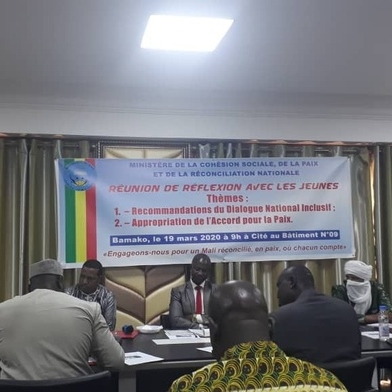 MINISTÈRE DE LA COHÉSION SOCIALE, DE LA PAIX
ET DE LA RÉCONCILIATION NATIONALE
RÉUNION DE RÉFLEXION AVEC LES JEUNES
Thèmes :
1. – Recommandations du Dialogue National Inclusif ;
2. – Appropriation de l'Accord pour la Paix.
Bamako, le 19 mars 2020 à 9h à Cité au Bâtiment N°09
«Engageons-nous pour un Mali réconcilié, en paix, où chacun compte»